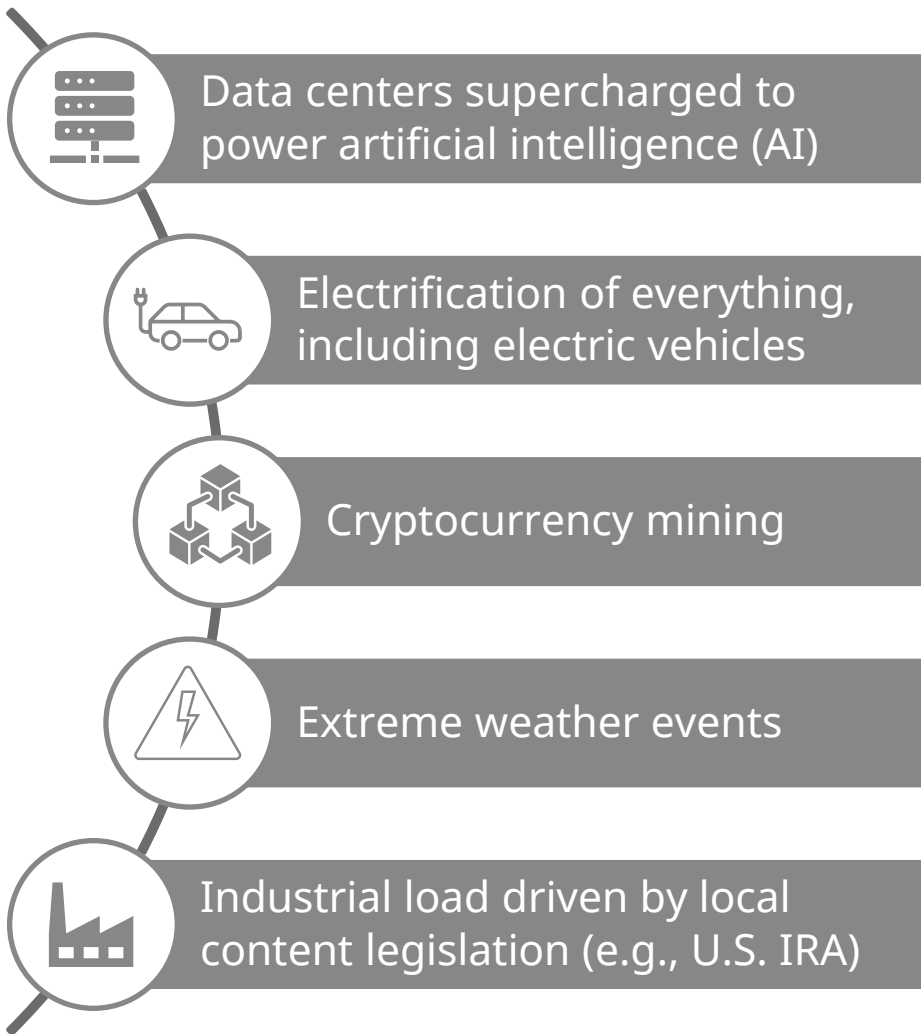 Data centers supercharged to
power artificial intelligence (AI)
Electrification of everything,
including electric vehicles
Cryptocurrency mining
Extreme weather events
Industrial load driven by local
content legislation (e.g., U.S. IRA)